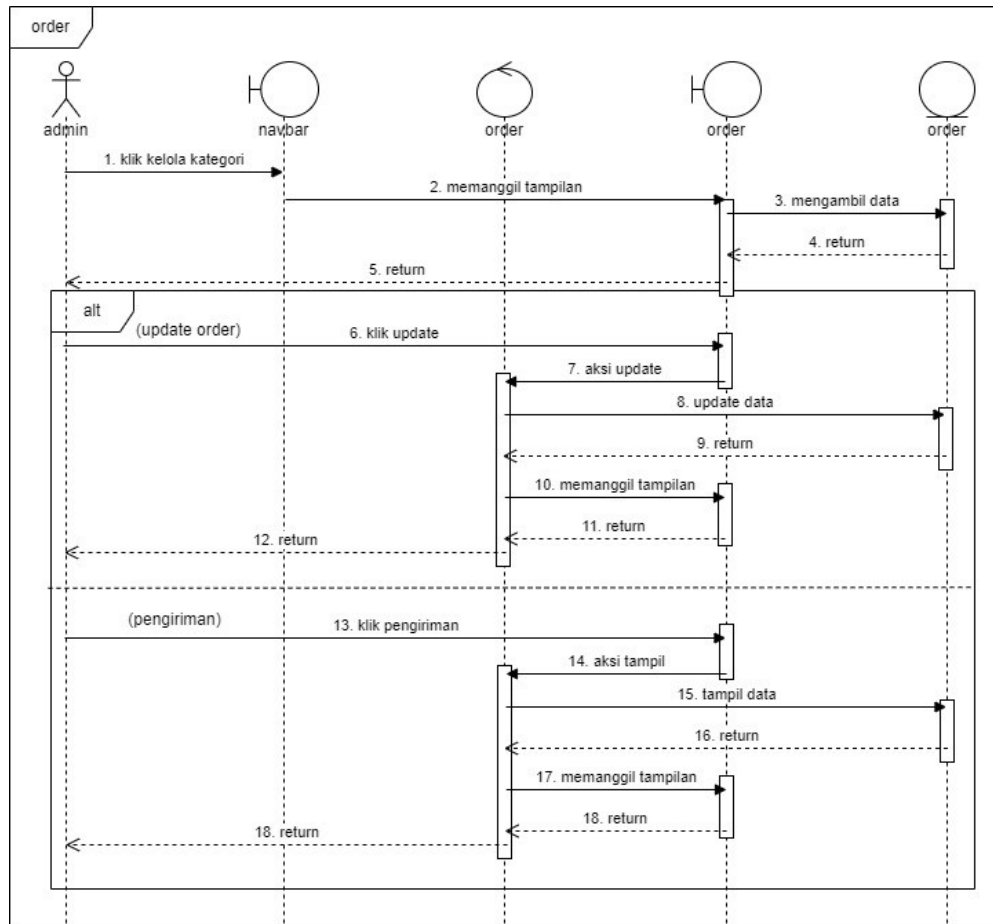 order
admin
navbar
order
order
order
1. klik kelola kategori
2. memanggil tampilan
3. mengambil data
4. return
5. return
alt
(update order)
6. klik update
7. aksi update
8. update data
9. return
10. memanggil tampilan
11. return
12. return
(pengiriman)
13. klik pengiriman
14. aksi tampil
15. tampil data
16. return
17. memanggil tampilan
18. return
18. return